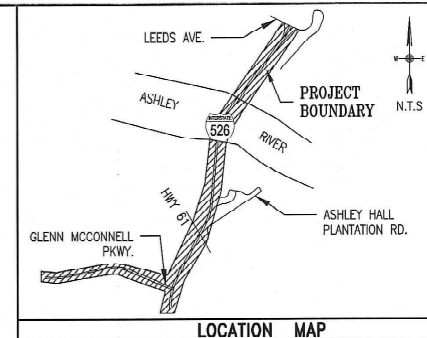 LEEDS AVE.
PROJECT
BOUNDARY
N
W E
S
N.T.S
ASHLEY
RIVER
INTERSTATE
526
HWY 61
ASHLEY HALL
PLANTATION RD.
GLENN MCCONNELL
PKWY.
LOCATION MAP